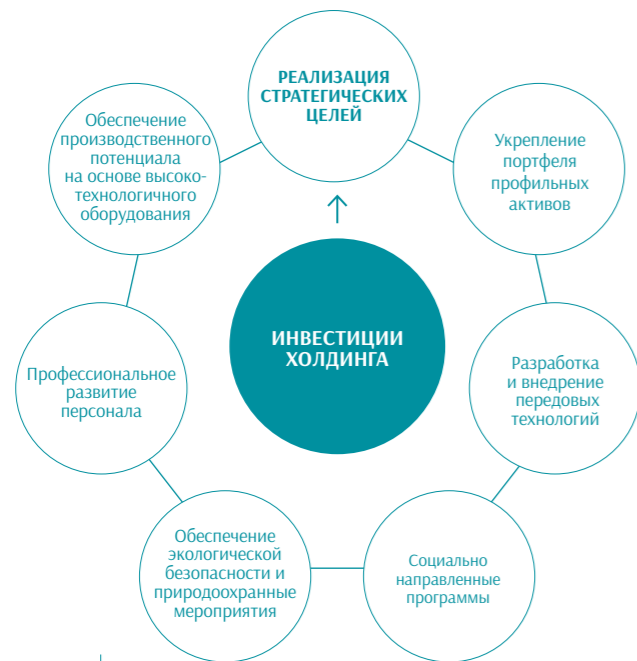 РЕАЛИЗАЦИЯ
СТРАТЕГИЧЕСКИХ
ЦЕЛЕЙ
Укрепление
портфеля
профильных
активов
Разработка
и внедрение
передовых
технологий
Социально
направленные
программы
Обеспечение
экологической
безопасности и
природоохранные
мероприятия
Профессиональное
развитие
персонала
Обеспечение
производственного
потенциала
на основе высоко-
технологичного
оборудования
ИНВЕСТИЦИИ
ХОЛДИНГА